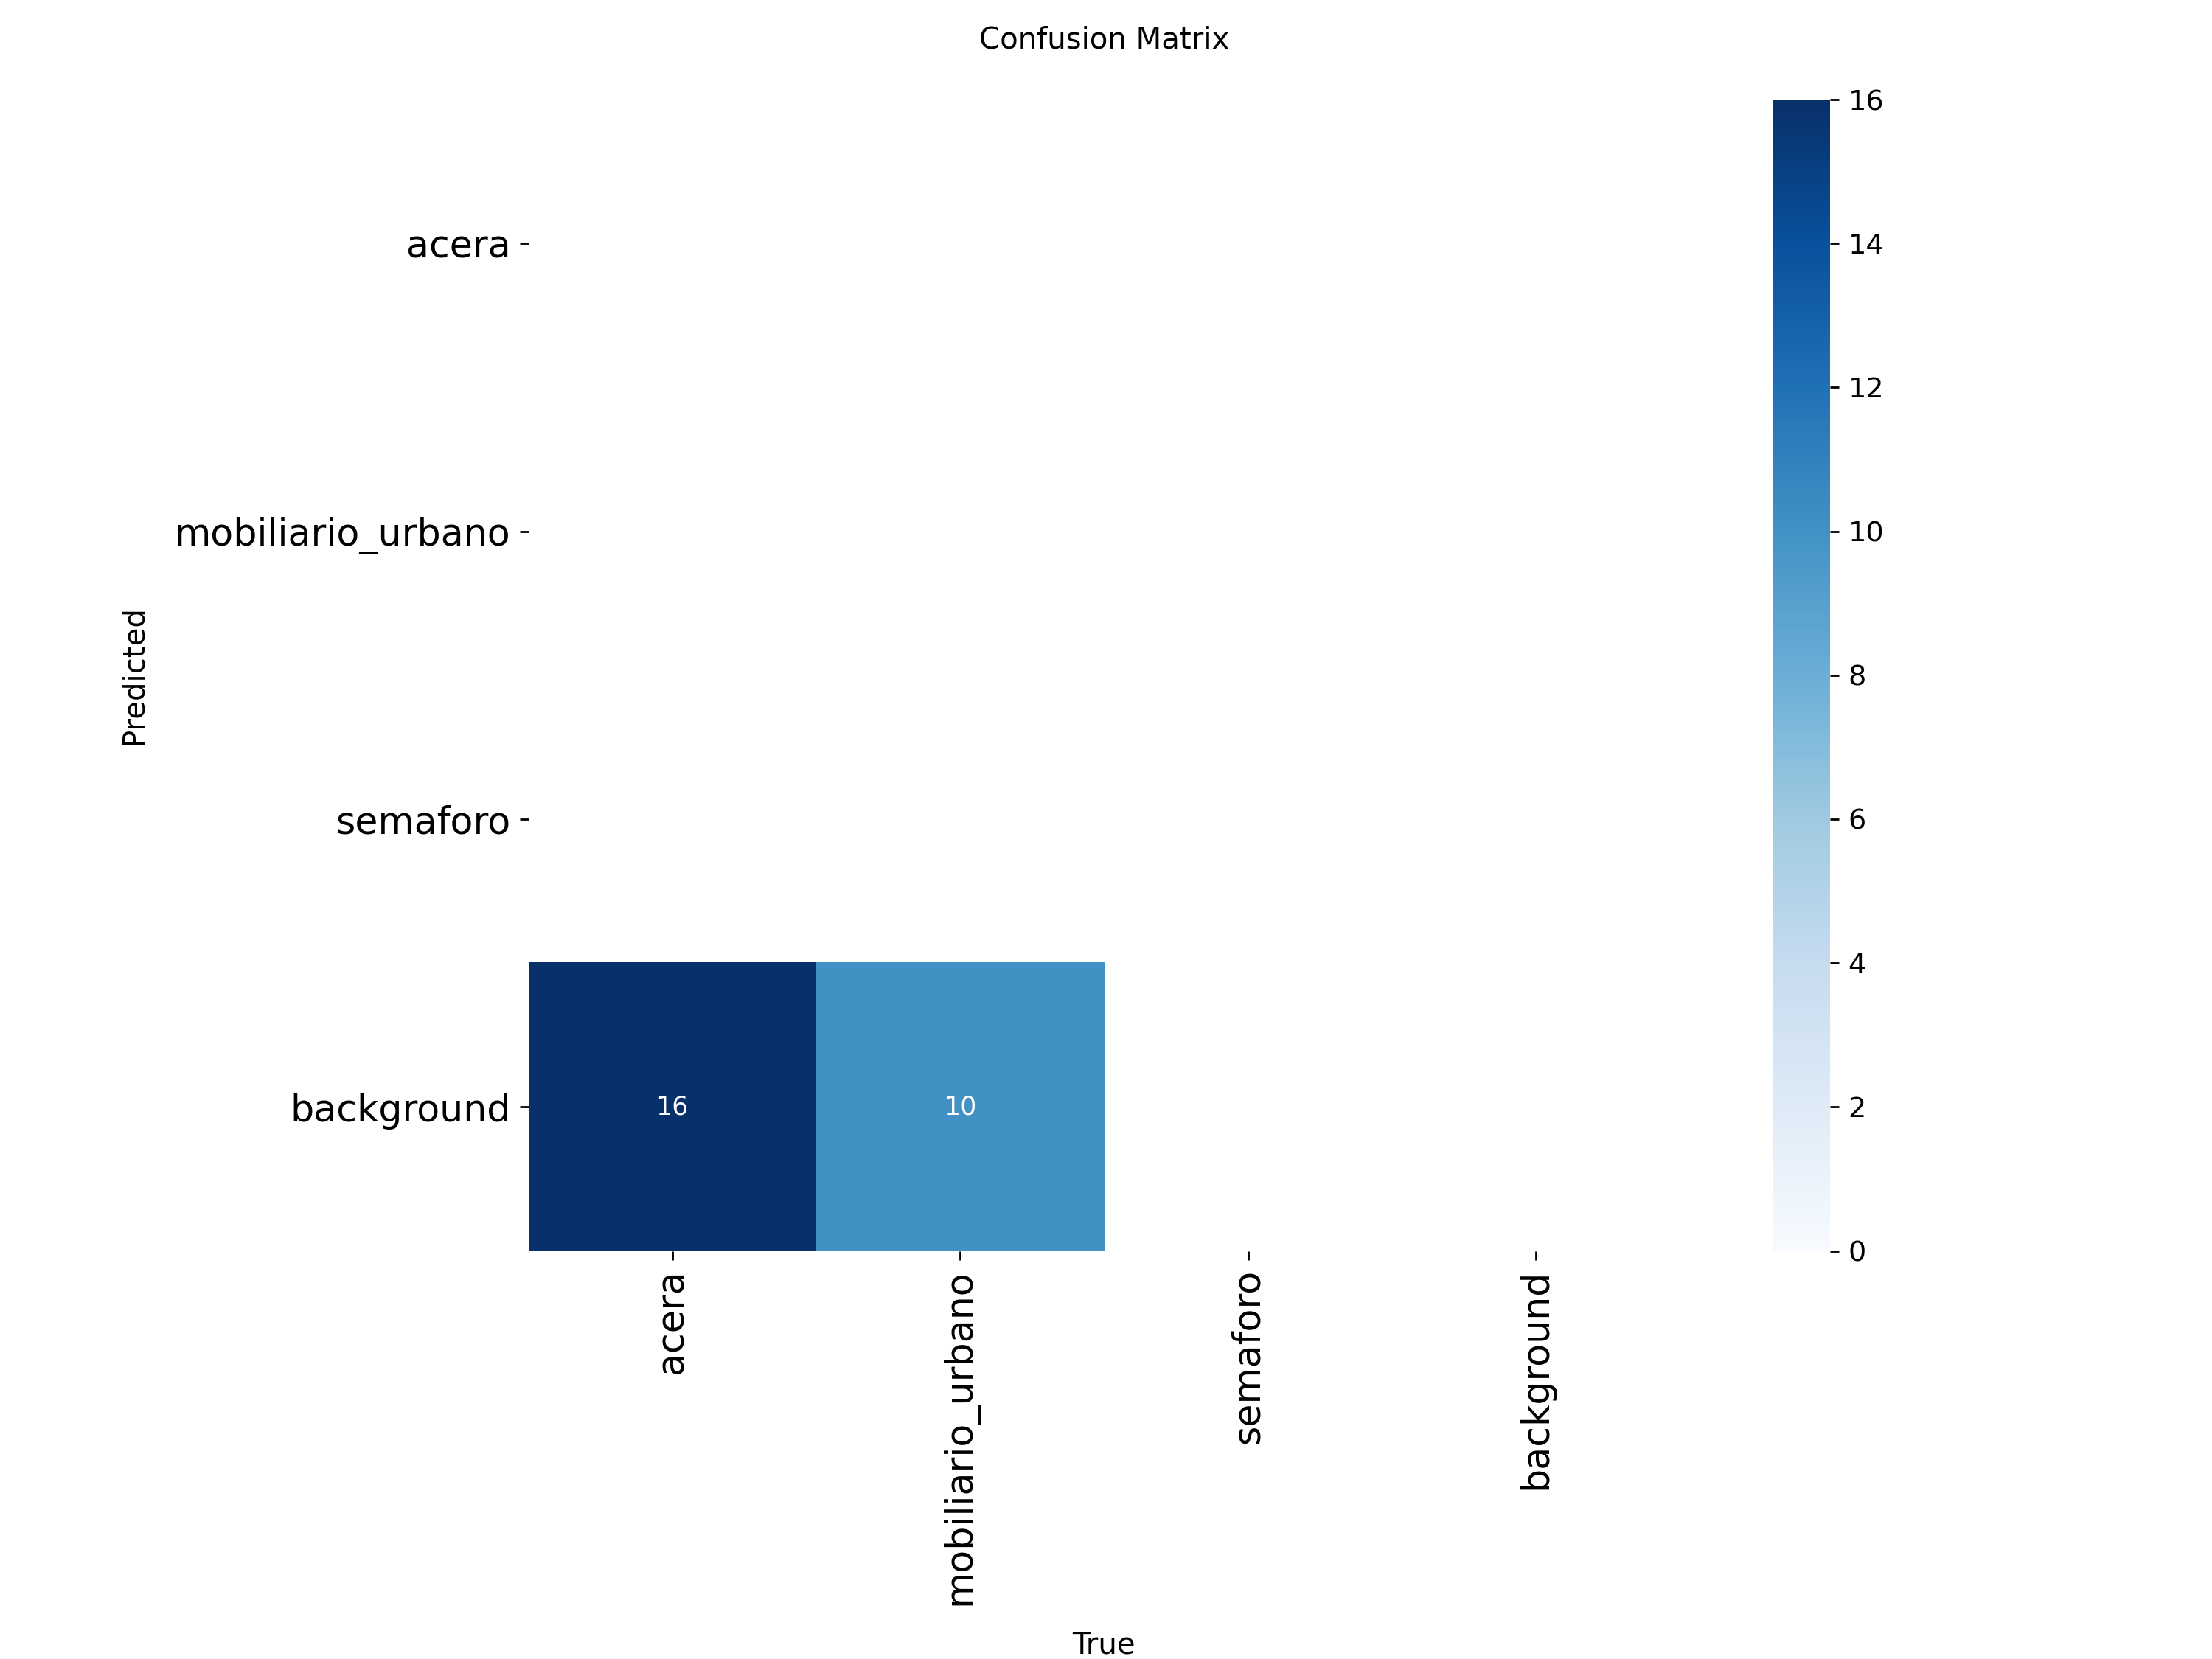 Confusion Matrix
Predicted
acera
mobiliario_urbano
semaforo
background
16
10
acera
mobiliario_urbano
semaforo
background
True
16
14
12
10
8
6
4
2
0